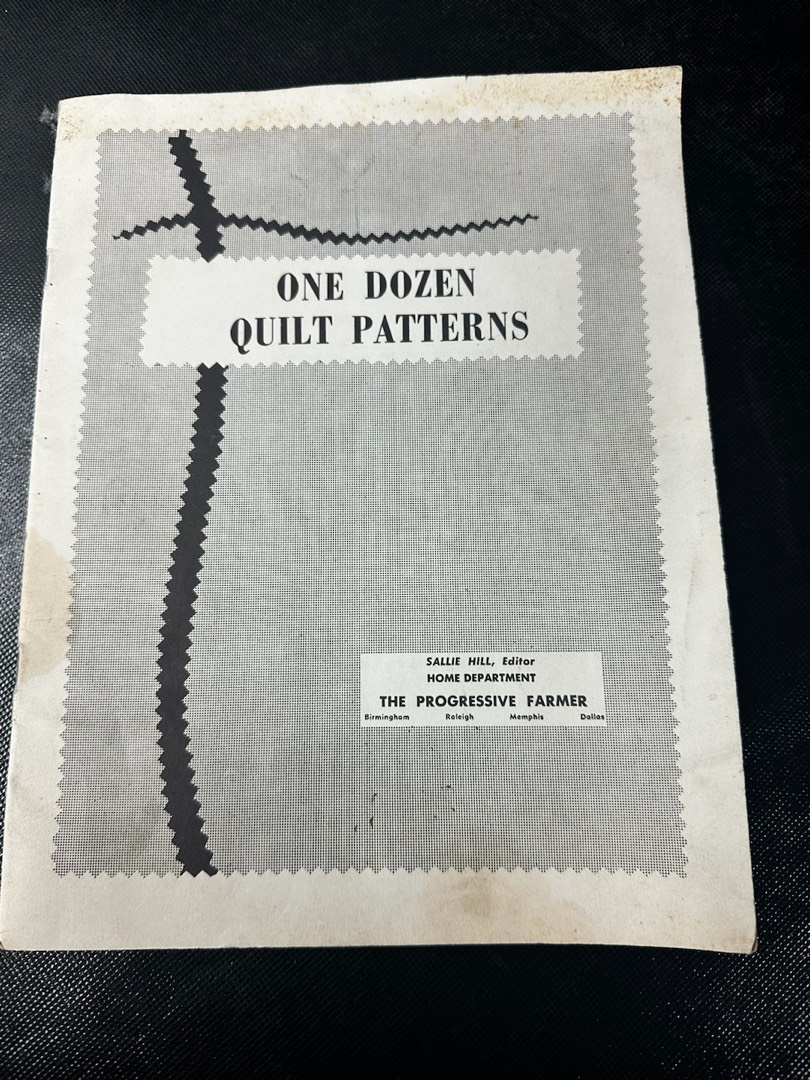 ONE DOZEN
QUILT PATTERNS
SALLIE HILL, Editor
HOME DEPARTMENT
THE PROGRESSIVE FARMER
Birmingham Raleigh Memphis Dallas